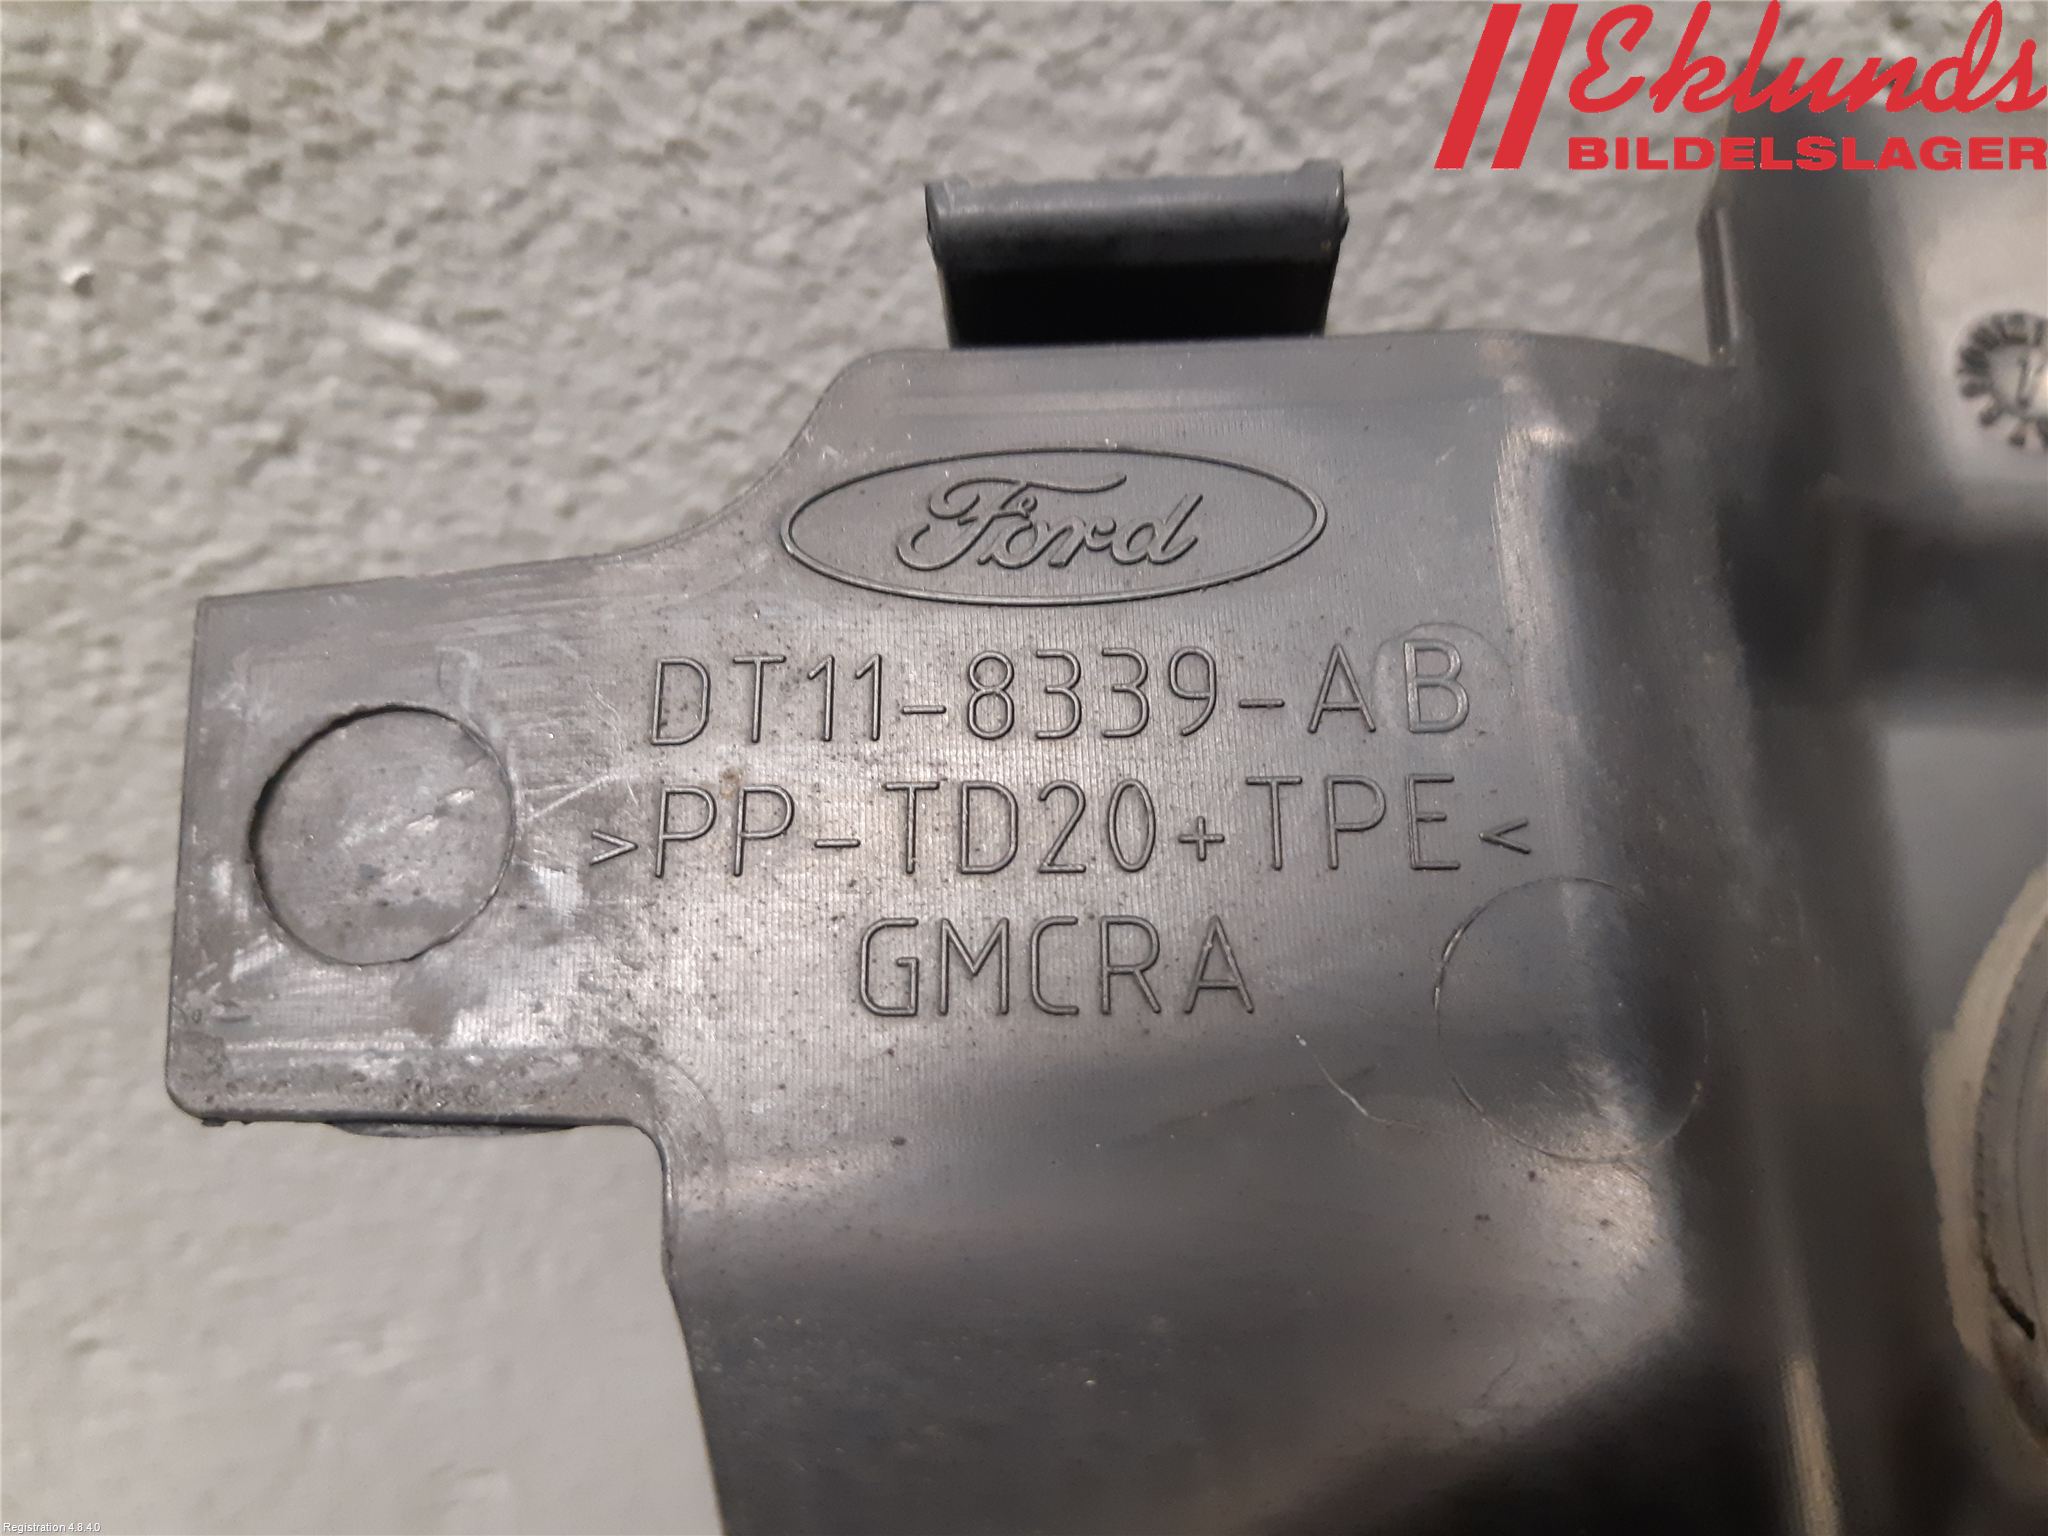 Eklunds
BILDELSLAGER
Ford
DT11-8339-AB
>PP-TD20+TPE<
GMCRA
Registration 4.8.4.0